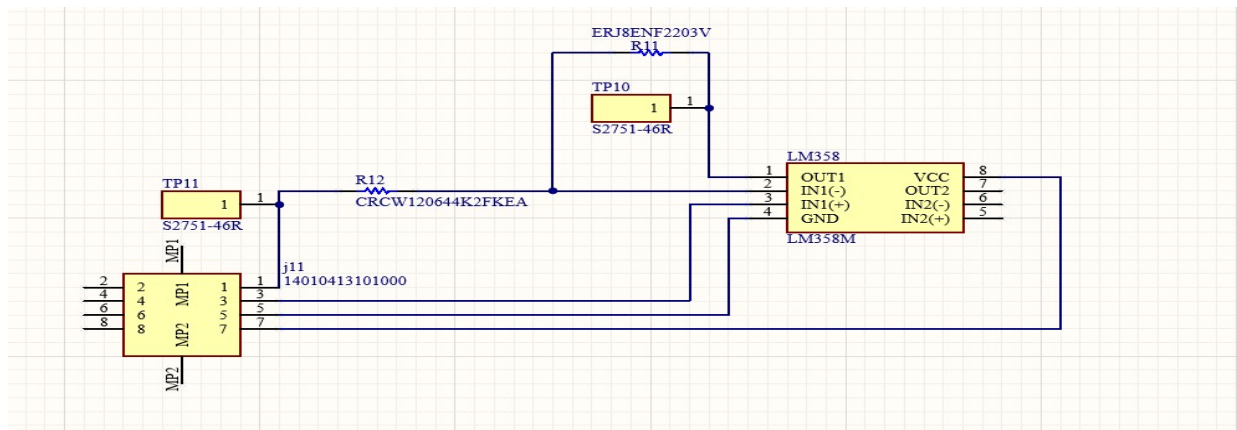 ERJ8ENF2203V
R11
TP10
1 1
S2751-46R
LM358
1 OUT1 VCC 8
2 IN1(-) OUT2 7
3 IN1(+) IN2(-) 6
4 GND IN2(+) 5
LM358M
R12
CRCW120644K2FKEA
TP11
1 1
S2751-46R
MP1
j11
14010413101000
2 2 MP1 1 1
4 4 3 3
6 6 MP2 5 5
8 8 7 7
MP2